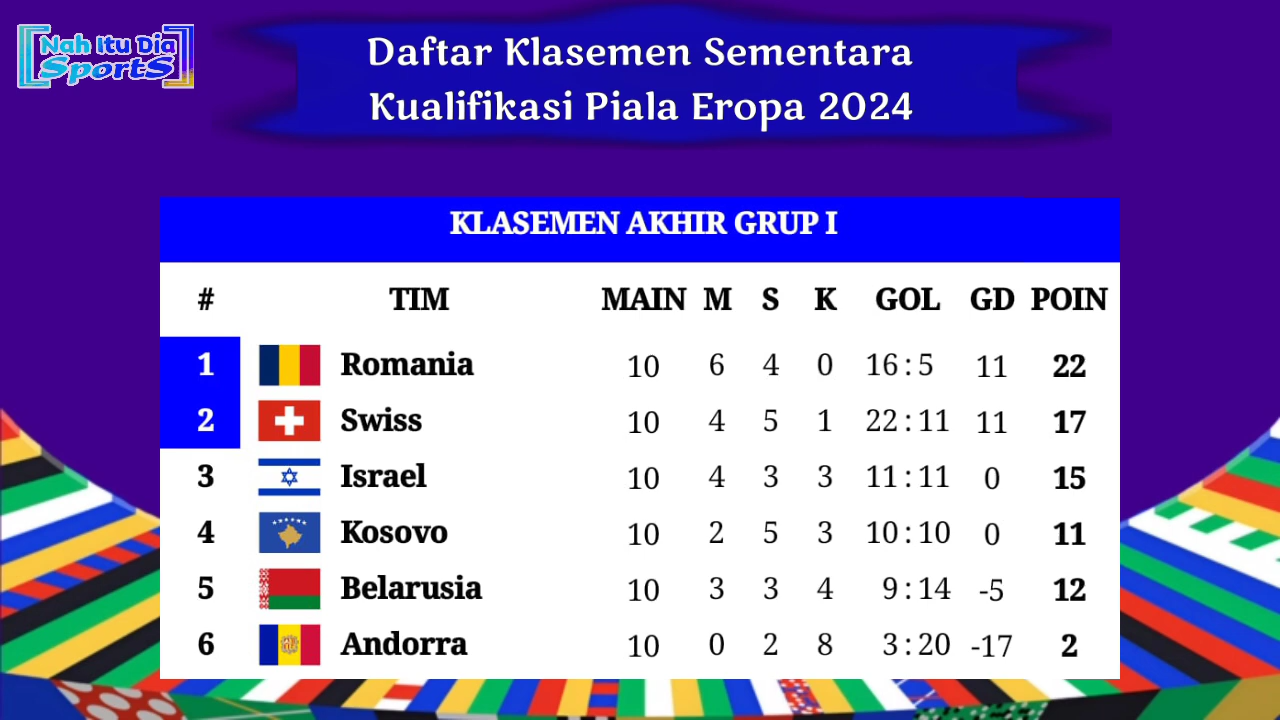 Nah Itu Dia
Sports
Daftar Klasemen Sementara
Kualifikasi Piala Eropa 2024
KLASEMEN AKHIR GRUP I
# TIM MAIN M S K GOL GD POIN
1 Romania 10 6 4 0 16:5 11 22
2 Swiss 10 4 5 1 22:11 11 17
3 Israel 10 4 3 3 11:11 0 15
4 Kosovo 10 2 5 3 10:10 0 11
5 Belarusia 10 3 3 4 9:14 -5 12
6 Andorra 10 0 2 8 3:20 -17 2